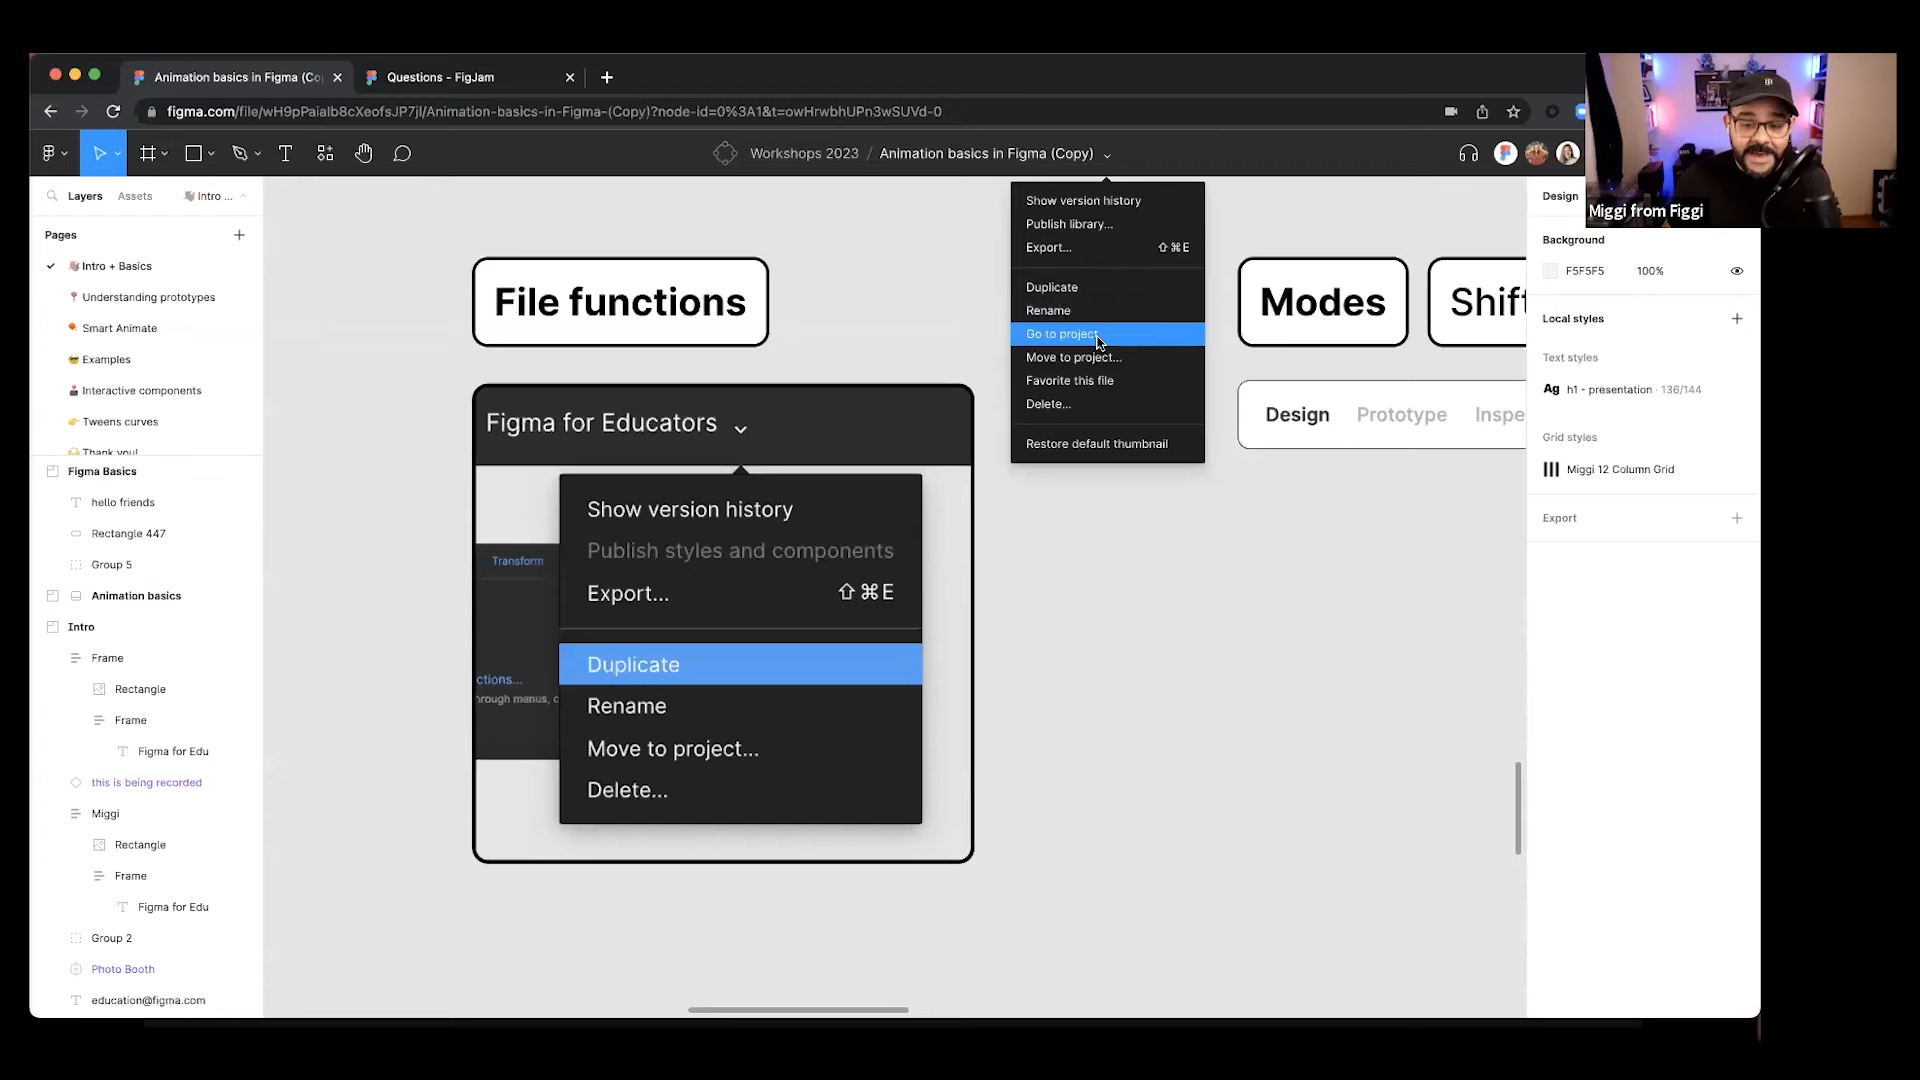 Animation basics in Figma (Co
Questions - FigJam
figma.com/file/wH9pPaialb8cXeofsJP7jl/Animation-basics-in-Figma-(Copy)?node-id=0%3A1&t=owHrwbhUPn3wSUVd-0
Workshops 2023 / Animation basics in Figma (Copy)
Miggi from Figgi
Layers
Assets
Intro ...
Pages
Intro + Basics
Understanding prototypes
Smart Animate
Examples
Interactive components
Tweens curves
Thank you!
Figma Basics
hello friends
Rectangle 447
Group 5
Animation basics
Intro
Frame
Rectangle
Frame
Figma for Edu
this is being recorded
Miggi
Rectangle
Frame
Figma for Edu
Group 2
Photo Booth
education@figma.com
File functions
Figma for Educators
Transform
ctions...
hrough menus, c
Show version history
Publish styles and components
Export... ⇧⌘E
Duplicate
Rename
Move to project...
Delete...
Show version history
Publish library...
Export... ⇧⌘E
Duplicate
Rename
Go to project
Move to project...
Favorite this file
Delete...
Restore default thumbnail
Modes
Shift
Design
Prototype
Inspe
Design
Background
F5F5F5 100%
Local styles
Text styles
Ag h1 - presentation · 136/144
Grid styles
Miggi 12 Column Grid
Export